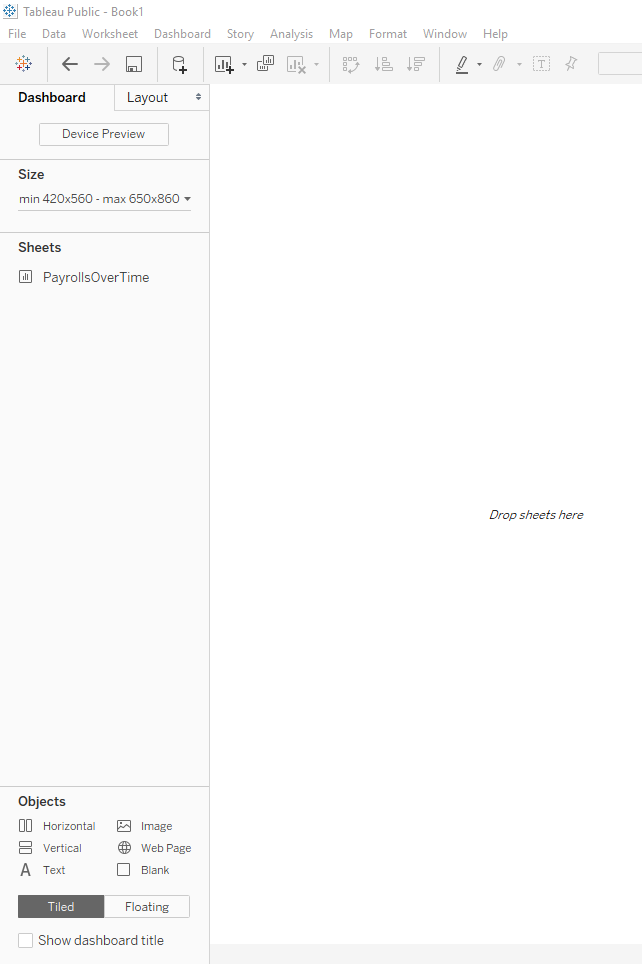 Tableau Public - Book1
File Data Worksheet Dashboard Story Analysis Map Format Window Help
Dashboard Layout
Device Preview
Size
min 420x560 - max 650x860
Sheets
PayrollsOverTime
Drop sheets here
Objects
Horizontal Image
Vertical Web Page
A Text Blank
Tiled Floating
Show dashboard title